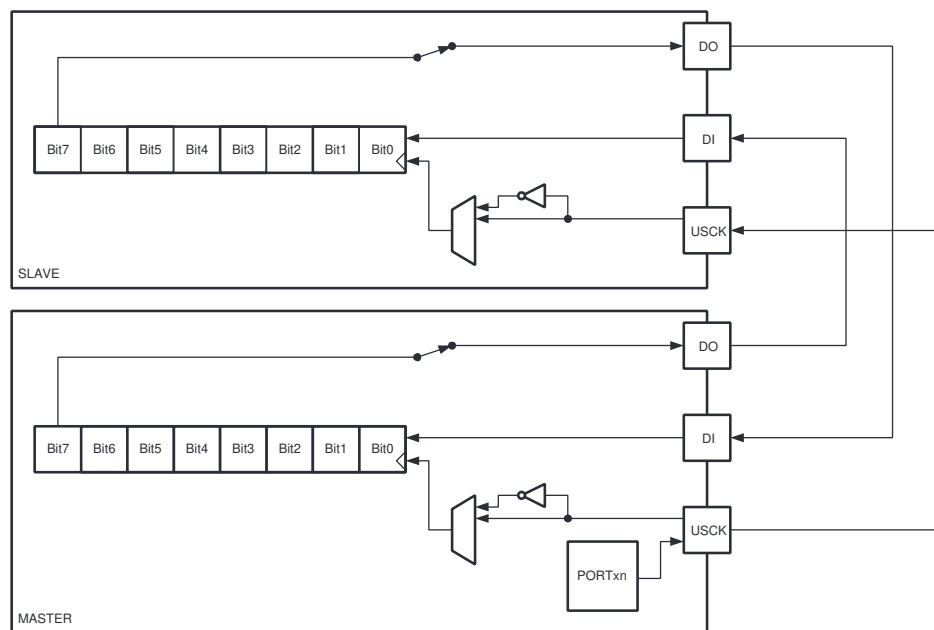 DO
Bit7 Bit6 Bit5 Bit4 Bit3 Bit2 Bit1 Bit0
DI
USCK
SLAVE
DO
Bit7 Bit6 Bit5 Bit4 Bit3 Bit2 Bit1 Bit0
DI
USCK
PORTxn
MASTER